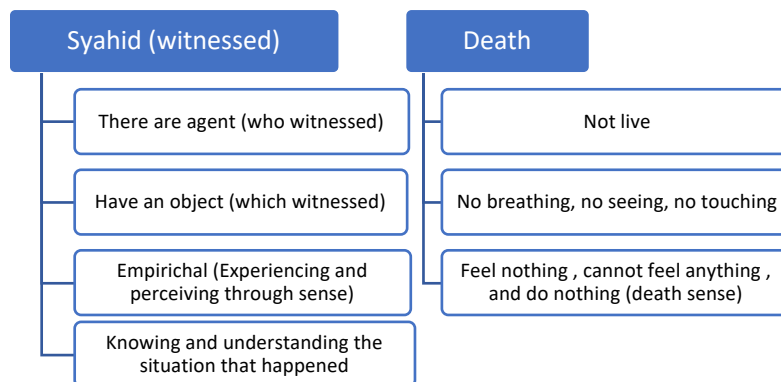 Syahid (witnessed)
There are agent (who witnessed)
Have an object (which witnessed)
Empirichal (Experiencing and
perceiving through sense)
Knowing and understanding the
situation that happened
Death
Not live
No breathing, no seeing, no touching
Feel nothing , cannot feel anything ,
and do nothing (death sense)